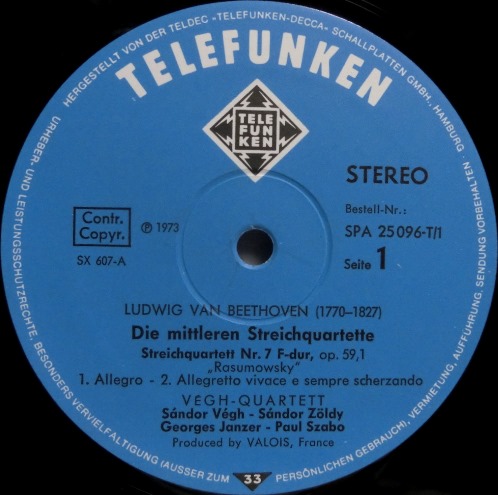 HERGESTELLT VON DER TELDEC »TELEFUNKEN-DECCA« SCHALLPLATTEN GMBH., HAMBURG · VERVIELFÄLTIGUNG (AUSSER ZUM PERSÖNLICHEN GEBRAUCH), VERMIETUNG, AUFFÜHRUNG, SENDUNG VORBEHALTEN.
URHEBER- UND LEISTUNGSSCHUTZRECHTE, BESONDERS
TELEFUNKEN
TELE
FUN
KEN
STEREO
Contr.
Copyr.
℗ 1973
Bestell-Nr.:
SPA 25 096-T/1
SX 607-A
Seite 1
LUDWIG VAN BEETHOVEN (1770–1827)
Die mittleren Streichquartette
Streichquartett Nr. 7 F-dur, op. 59,1
„Rasumowsky"
1. Allegro - 2. Allegretto vivace e sempre scherzando
VÉGH-QUARTETT
Sándor Végh - Sándor Zöldy
Georges Janzer - Paul Szabo
Produced by VALOIS, France
33